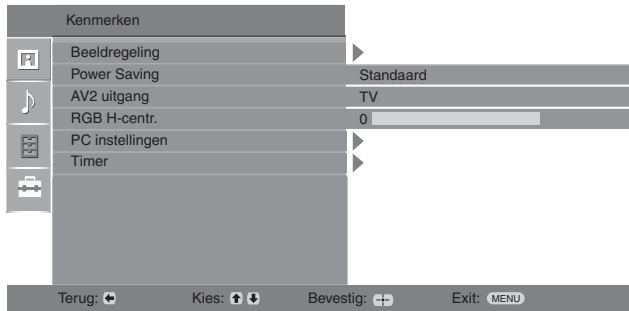 Kenmerken
Beeldregeling
Power Saving Standaard
AV2 uitgang TV
RGB H-centr. 0
PC instellingen
Timer
Terug: Kies: Bevestig: Exit: MENU